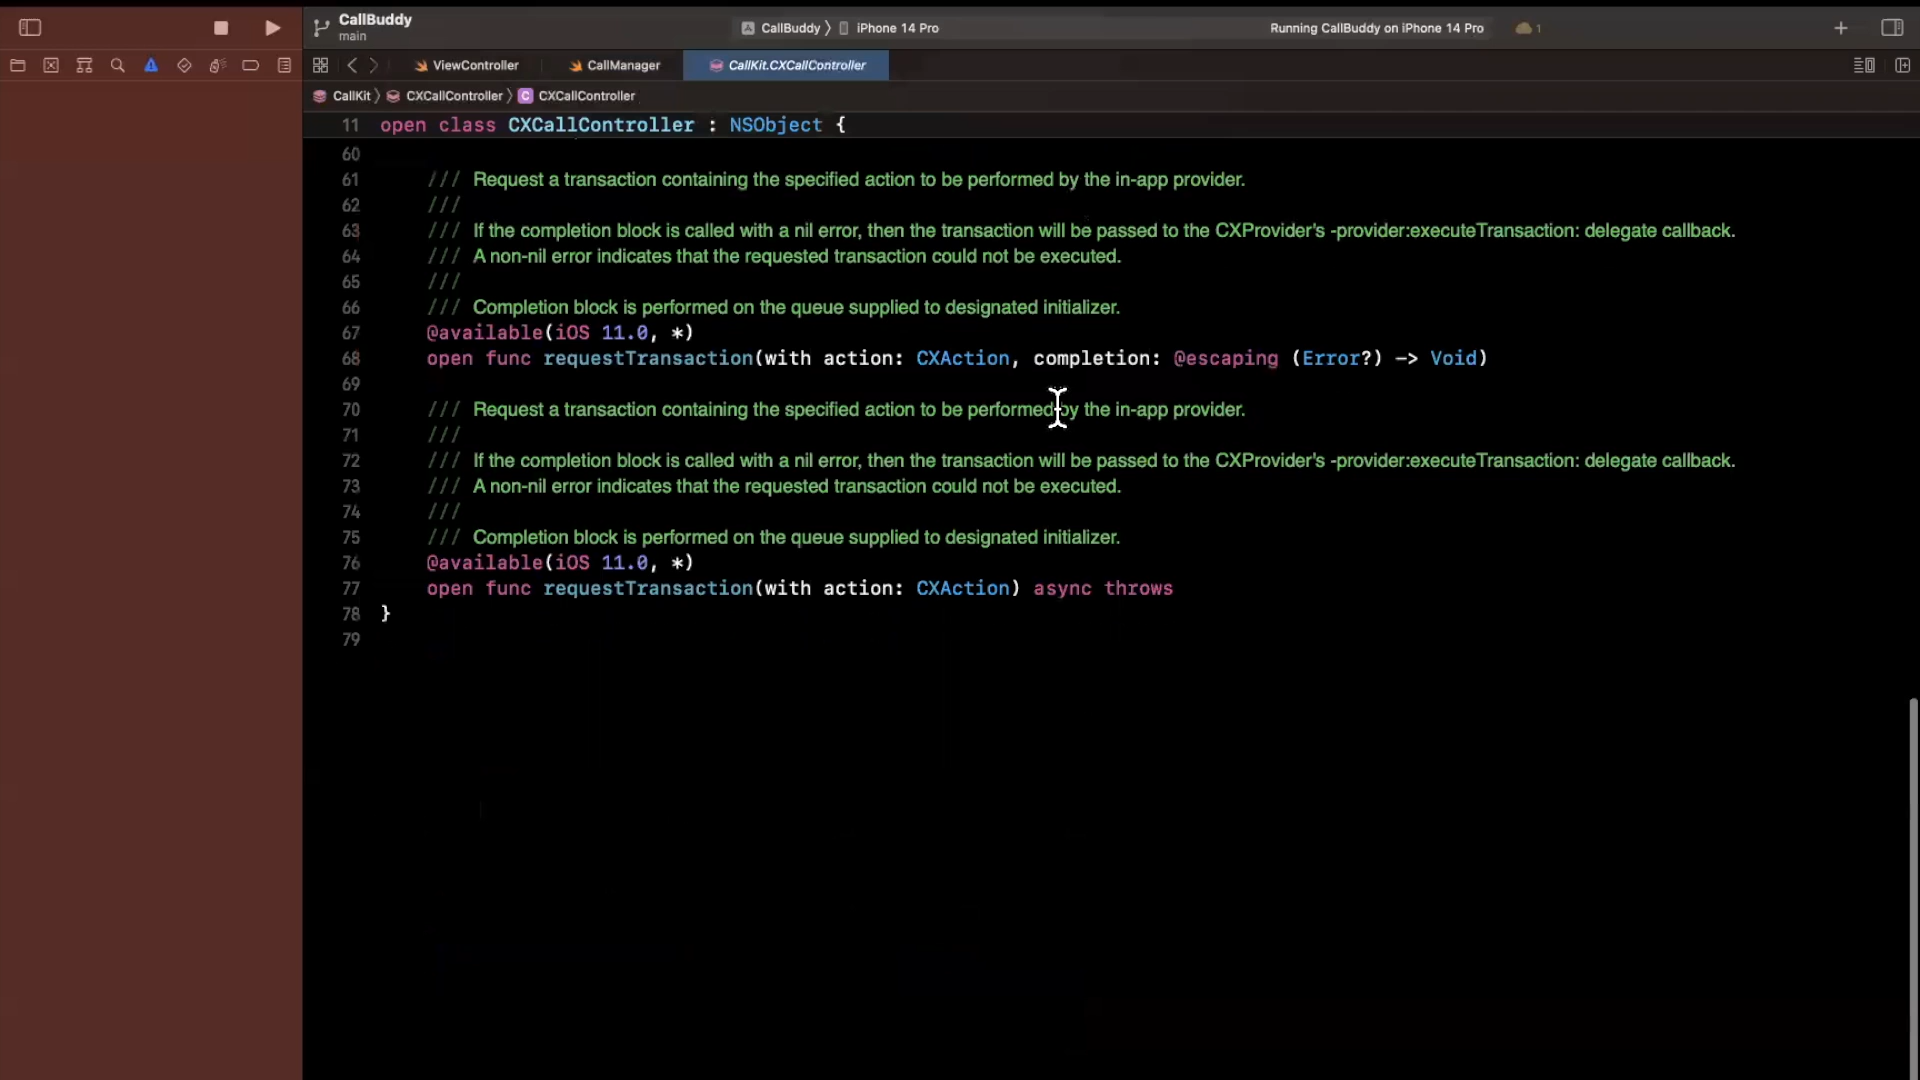 CallBuddy
main
CallBuddy 〉 iPhone 14 Pro
Running CallBuddy on iPhone 14 Pro
1
ViewController
CallManager
CallKit.CXCallController
CallKit 〉 CXCallController 〉 C CXCallController
11 open class CXCallController : NSObject {
60
61 /// Request a transaction containing the specified action to be performed by the in-app provider.
62 ///
63 /// If the completion block is called with a nil error, then the transaction will be passed to the CXProvider's -provider:executeTransaction: delegate callback.
64 /// A non-nil error indicates that the requested transaction could not be executed.
65 ///
66 /// Completion block is performed on the queue supplied to designated initializer.
67 @available(iOS 11.0, *)
68 open func requestTransaction(with action: CXAction, completion: @escaping (Error?) -> Void)
69
70 /// Request a transaction containing the specified action to be performed by the in-app provider.
71 ///
72 /// If the completion block is called with a nil error, then the transaction will be passed to the CXProvider's -provider:executeTransaction: delegate callback.
73 /// A non-nil error indicates that the requested transaction could not be executed.
74 ///
75 /// Completion block is performed on the queue supplied to designated initializer.
76 @available(iOS 11.0, *)
77 open func requestTransaction(with action: CXAction) async throws
78 }
79